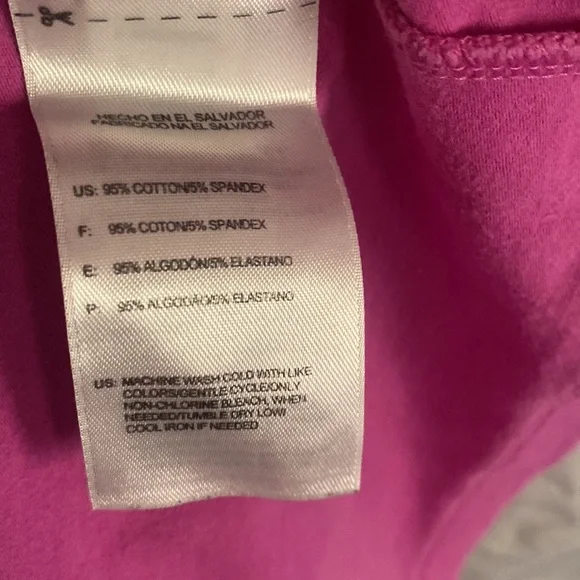 HECHO EN EL SALVADOR
FABRICADO NA EL SALVADOR
US: 95% COTTON/5% SPANDEX
F: 95% COTON/5% SPANDEX
E: 95% ALGODÓN/5% ELASTANO
P: 95% ALGODÃO/5% ELASTANO
US: MACHINE WASH COLD WITH LIKE
COLORS/GENTLE CYCLE/ONLY
NON-CHLORINE BLEACH, WHEN
NEEDED/TUMBLE DRY LOW/
COOL IRON IF NEEDED